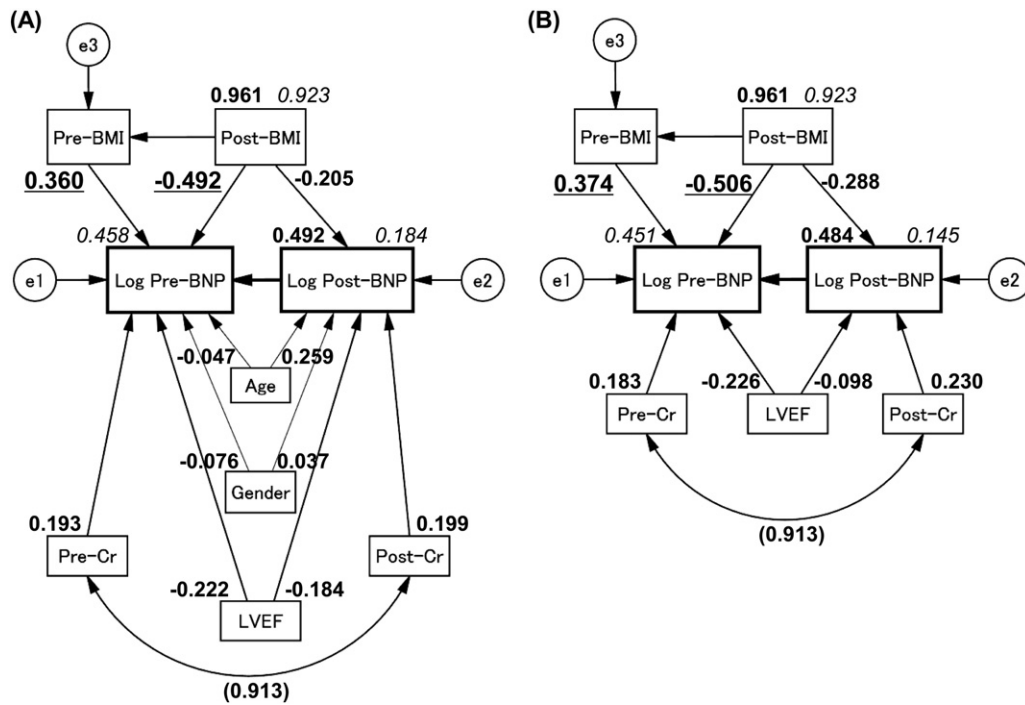 (A)
e3
0.961 0.923
Pre-BMI
Post-BMI
0.360
-0.492
-0.205
0.458
0.492
0.184
e1
Log Pre-BNP
Log Post-BNP
e2
-0.047
0.259
Age
-0.076
0.037
Gender
0.193
0.199
Pre-Cr
Post-Cr
-0.222
-0.184
LVEF
(0.913)
(B)
e3
0.961 0.923
Pre-BMI
Post-BMI
0.374
-0.506
-0.288
0.451
0.484
0.145
e1
Log Pre-BNP
Log Post-BNP
e2
0.183
-0.226
-0.098
0.230
Pre-Cr
LVEF
Post-Cr
(0.913)